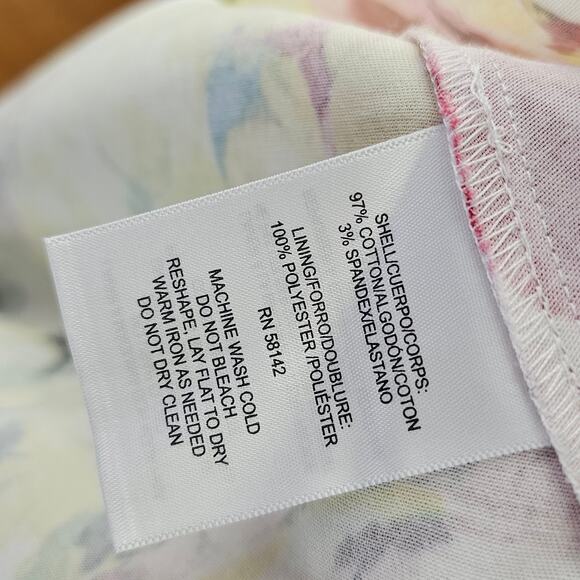 SHELL/CUERPO/CORPS:
97% COTTON/ALGODÓN/COTON
3% SPANDEX/ELASTANO
LINING/FORRO/DOUBLURE:
100% POLYESTER /POLIÉSTER
RN 58142
MACHINE WASH COLD
DO NOT BLEACH
RESHAPE, LAY FLAT TO DRY
WARM IRON AS NEEDED
DO NOT DRY CLEAN